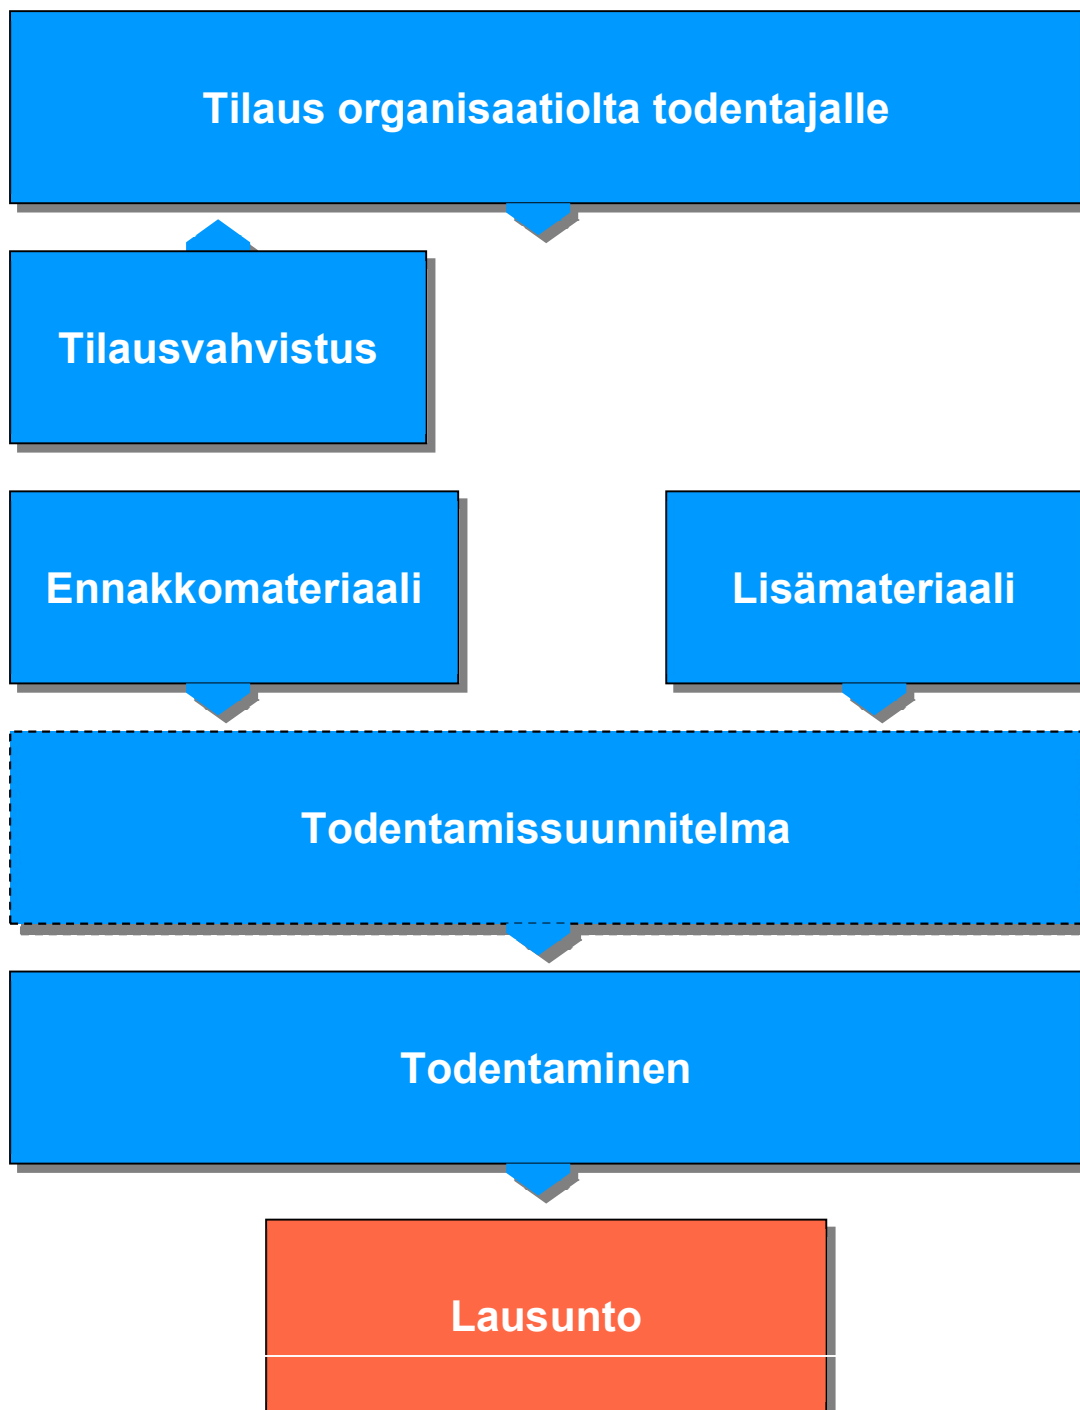 Tilaus organisaatiolta todentajalle
Tilausvahvistus
Ennakkomateriaali
Lisämateriaali
Todentamissuunnitelma
Todentaminen
Lausunto